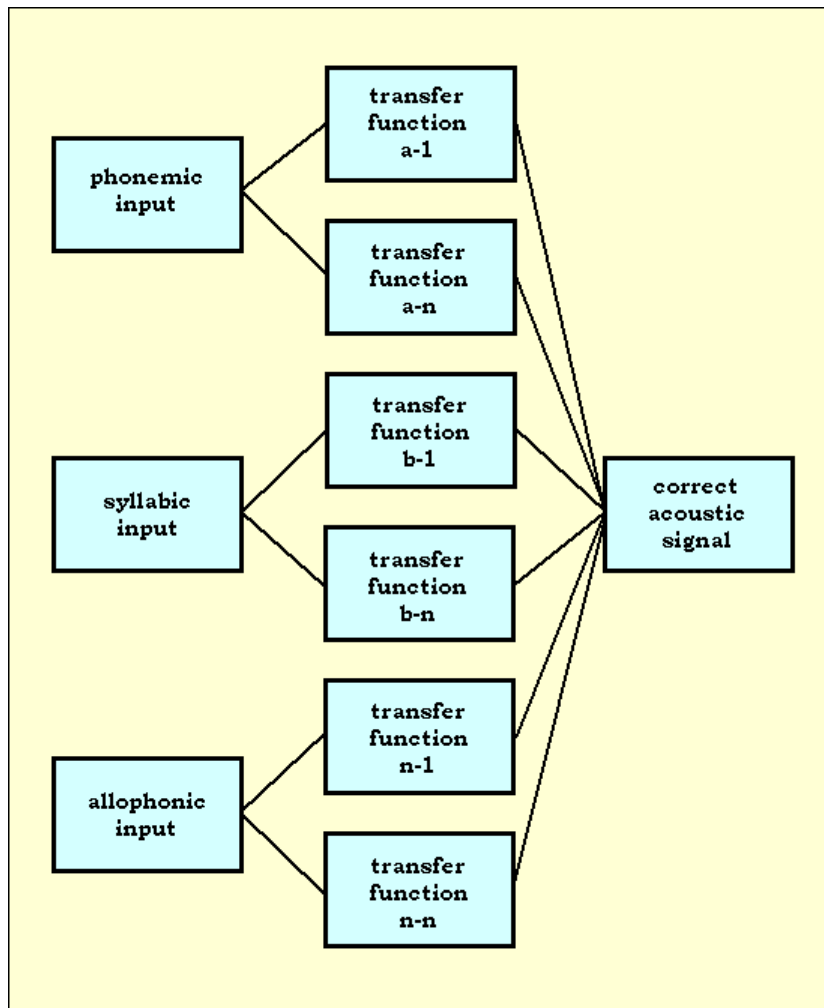 phonemic
input
transfer
function
a-1
transfer
function
a-n
syllabic
input
transfer
function
b-1
transfer
function
b-n
allophonic
input
transfer
function
n-1
transfer
function
n-n
correct
acoustic
signal